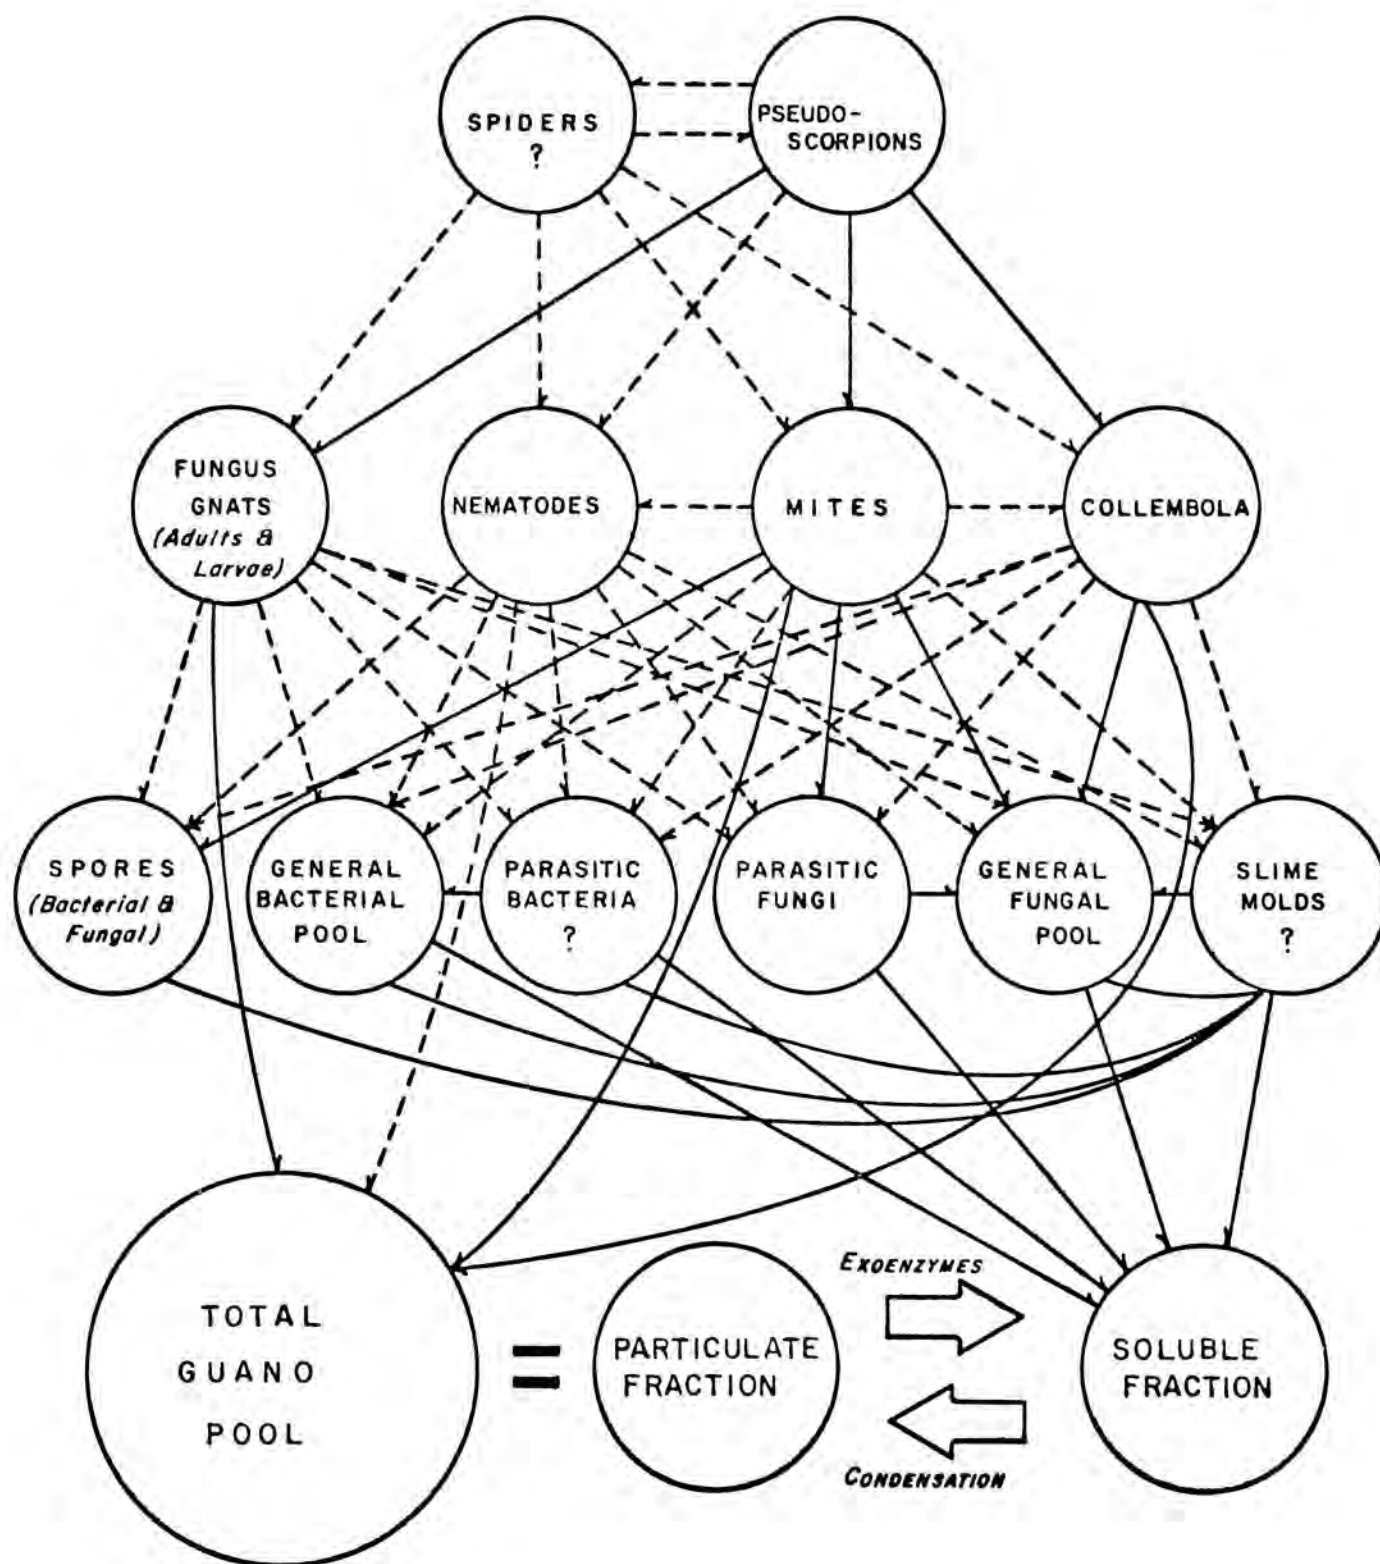 SPIDERS
?
PSEUDO-
SCORPIONS
FUNGUS
GNATS
(Adults &
Larvae)
NEMATODES
MITES
COLLEMBOLA
SPORES
(Bacterial &
Fungal)
GENERAL
BACTERIAL
POOL
PARASITIC
BACTERIA
?
PARASITIC
FUNGI
GENERAL
FUNGAL
POOL
SLIME
MOLDS
?
TOTAL
GUANO
POOL
=
PARTICULATE
FRACTION
EXOENZYMES
CONDENSATION
SOLUBLE
FRACTION